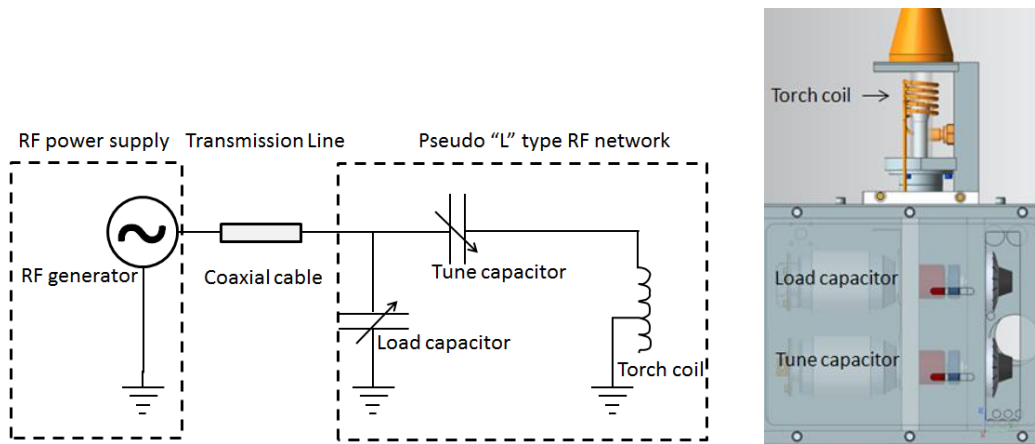 RF power supply
Transmission Line
Pseudo “L” type RF network
RF generator
Coaxial cable
Tune capacitor
Load capacitor
Torch coil
Torch coil
Load capacitor
Tune capacitor